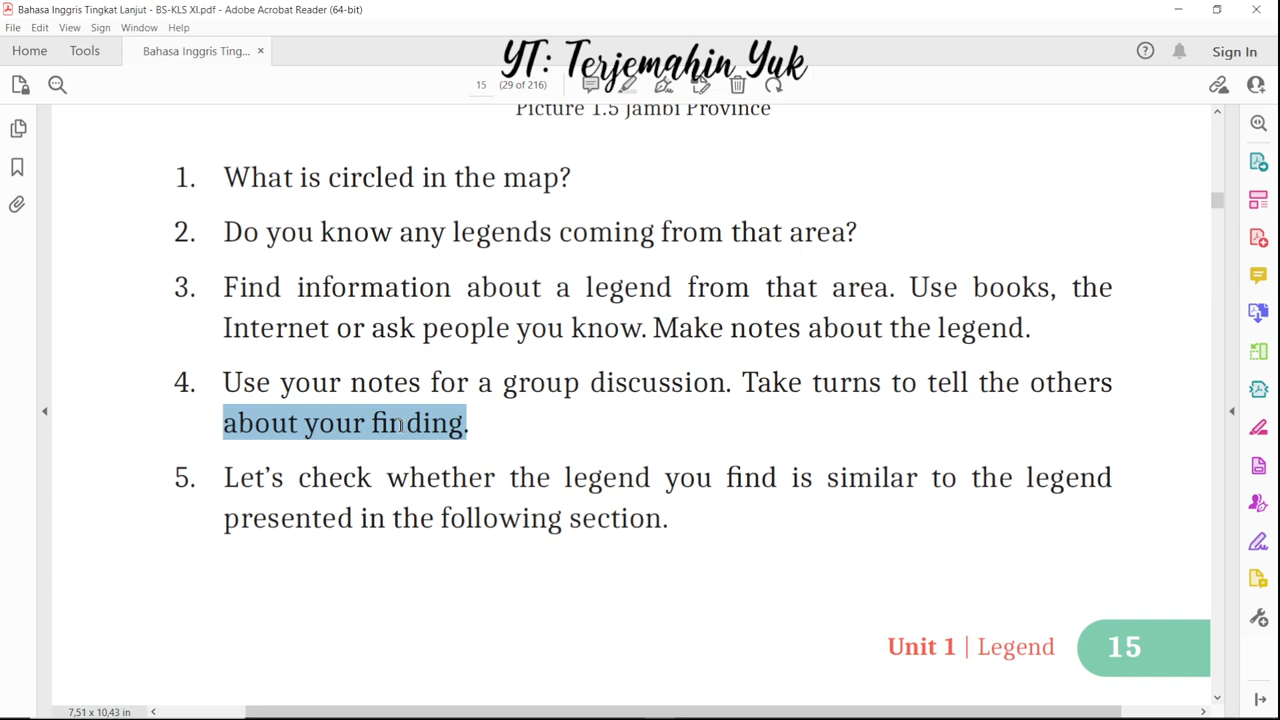 Bahasa Inggris Tingkat Lanjut - BS-KLS XI.pdf - Adobe Acrobat Reader (64-bit)
File Edit View Sign Window Help
Home Tools Bahasa Inggris Ting... × Sign In
YT: Terjemahin Yuk
15 (29 of 216)
Picture 1.5 Jambi Province
1. What is circled in the map?
2. Do you know any legends coming from that area?
3. Find information about a legend from that area. Use books, the
Internet or ask people you know. Make notes about the legend.
4. Use your notes for a group discussion. Take turns to tell the others
about your finding.
5. Let’s check whether the legend you find is similar to the legend
presented in the following section.
Unit 1 | Legend 15
7,51 x 10,43 in